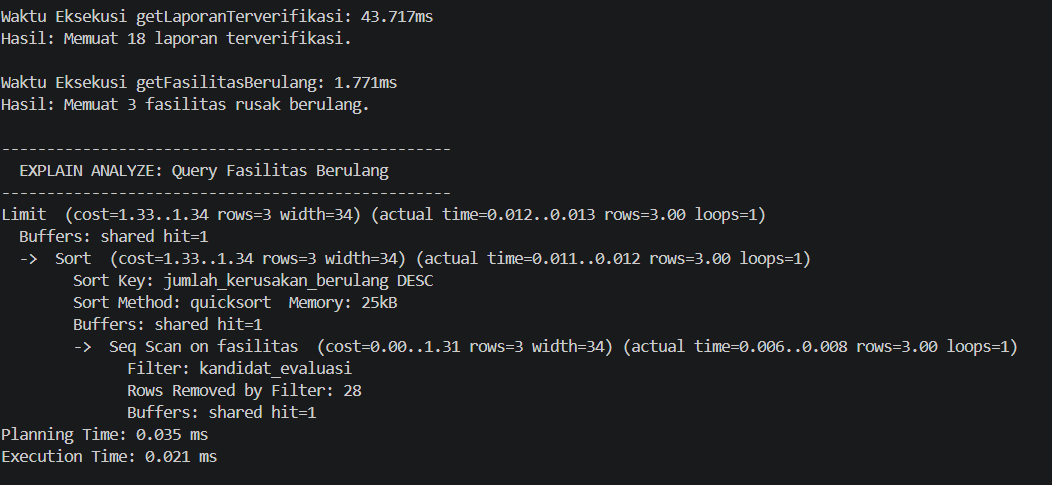 Waktu Eksekusi getLaporanTerverifikasi: 43.717ms
Hasil: Memuat 18 laporan terverifikasi.
Waktu Eksekusi getFasilitasBerulang: 1.771ms
Hasil: Memuat 3 fasilitas rusak berulang.
--------------------------------------------------
EXPLAIN ANALYZE: Query Fasilitas Berulang
--------------------------------------------------
Limit  (cost=1.33..1.34 rows=3 width=34) (actual time=0.012..0.013 rows=3.00 loops=1)
  Buffers: shared hit=1
  ->  Sort  (cost=1.33..1.34 rows=3 width=34) (actual time=0.011..0.012 rows=3.00 loops=1)
        Sort Key: jumlah_kerusakan_berulang DESC
        Sort Method: quicksort  Memory: 25kB
        Buffers: shared hit=1
        ->  Seq Scan on fasilitas  (cost=0.00..1.31 rows=3 width=34) (actual time=0.006..0.008 rows=3.00 loops=1)
              Filter: kandidat_evaluasi
              Rows Removed by Filter: 28
              Buffers: shared hit=1
Planning Time: 0.035 ms
Execution Time: 0.021 ms